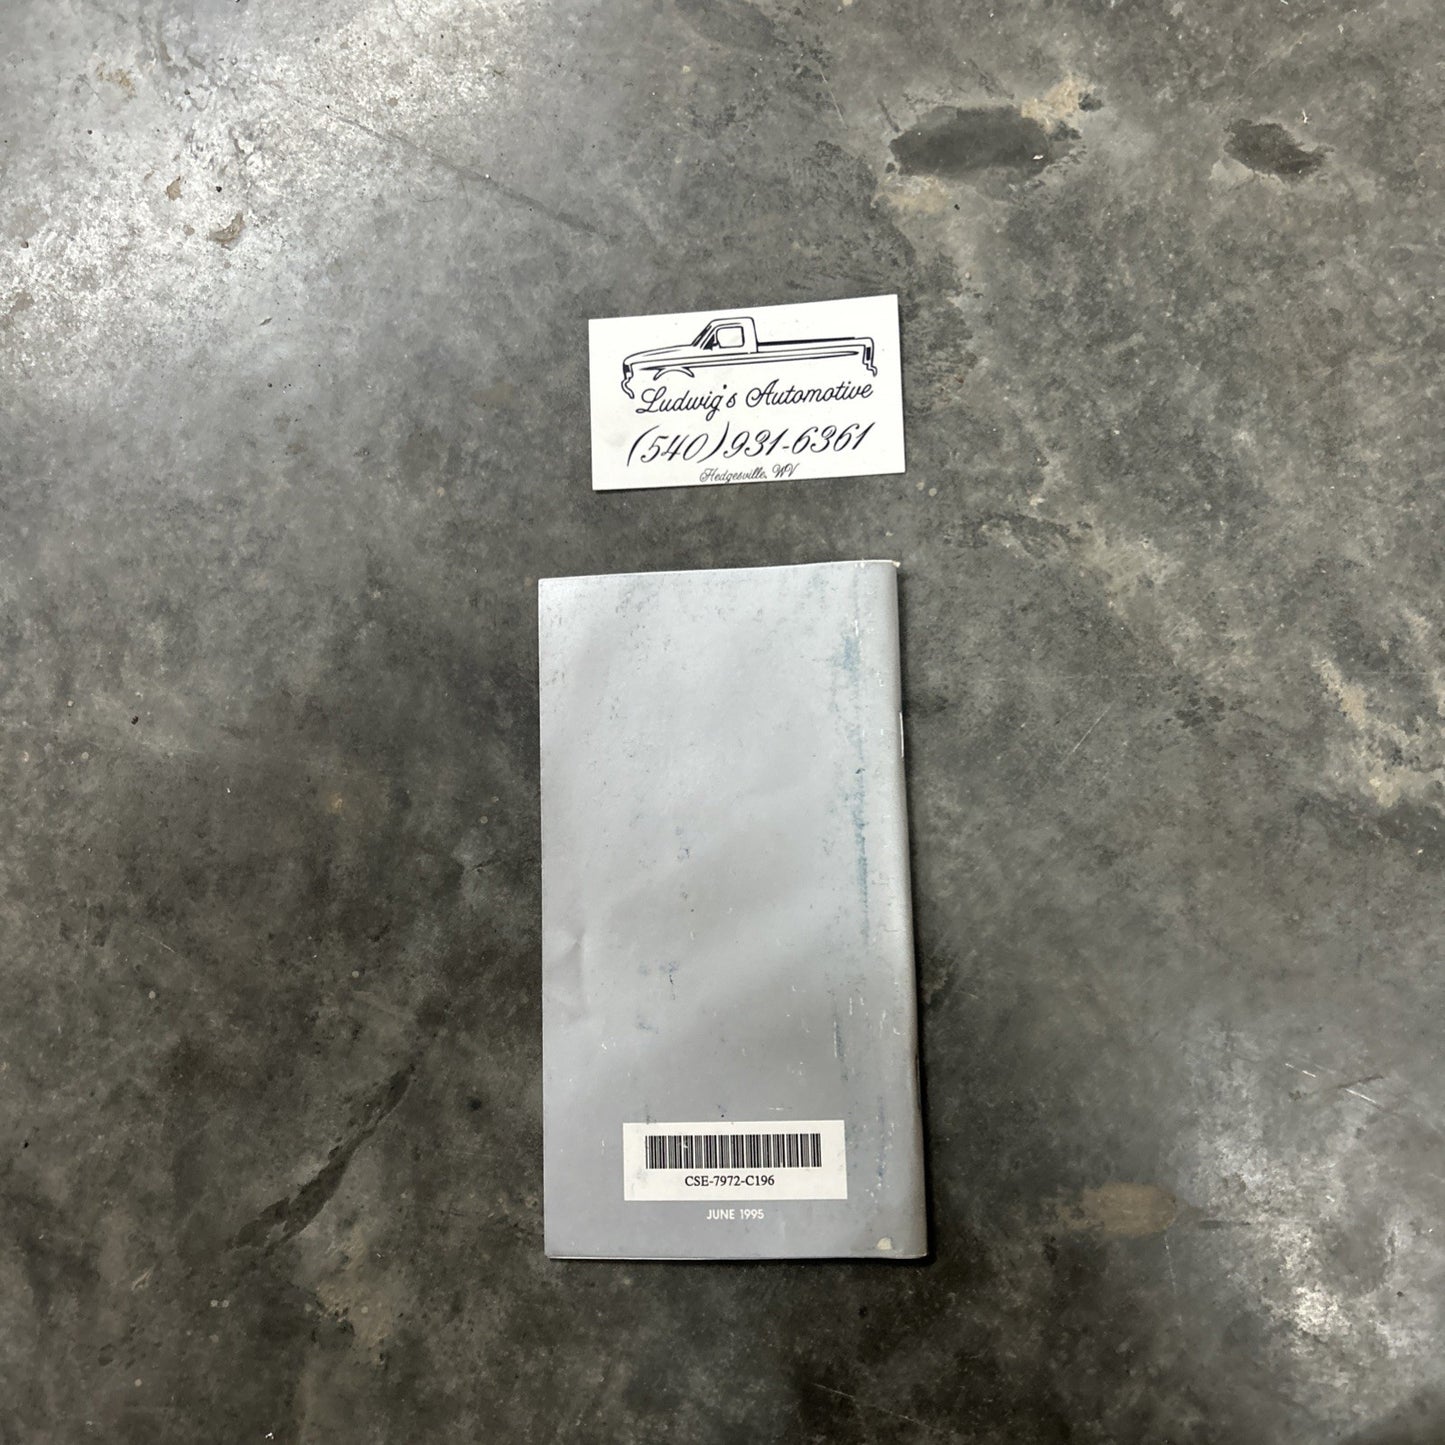 Ludwig's Automotive
(540)931-6361
Hedgesville, WV
CSE-7972-C196
JUNE 1995